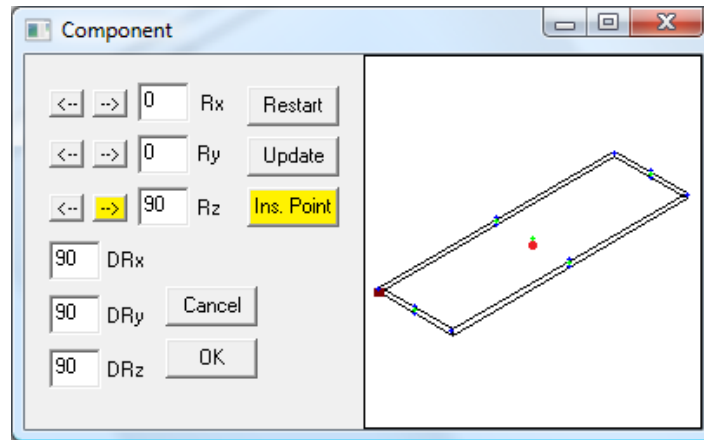 Component
<-- --> 0 Rx Restart
<-- --> 0 Ry Update
<-- --> 90 Rz Ins. Point
90 DRx
90 DRy Cancel
90 DRz OK